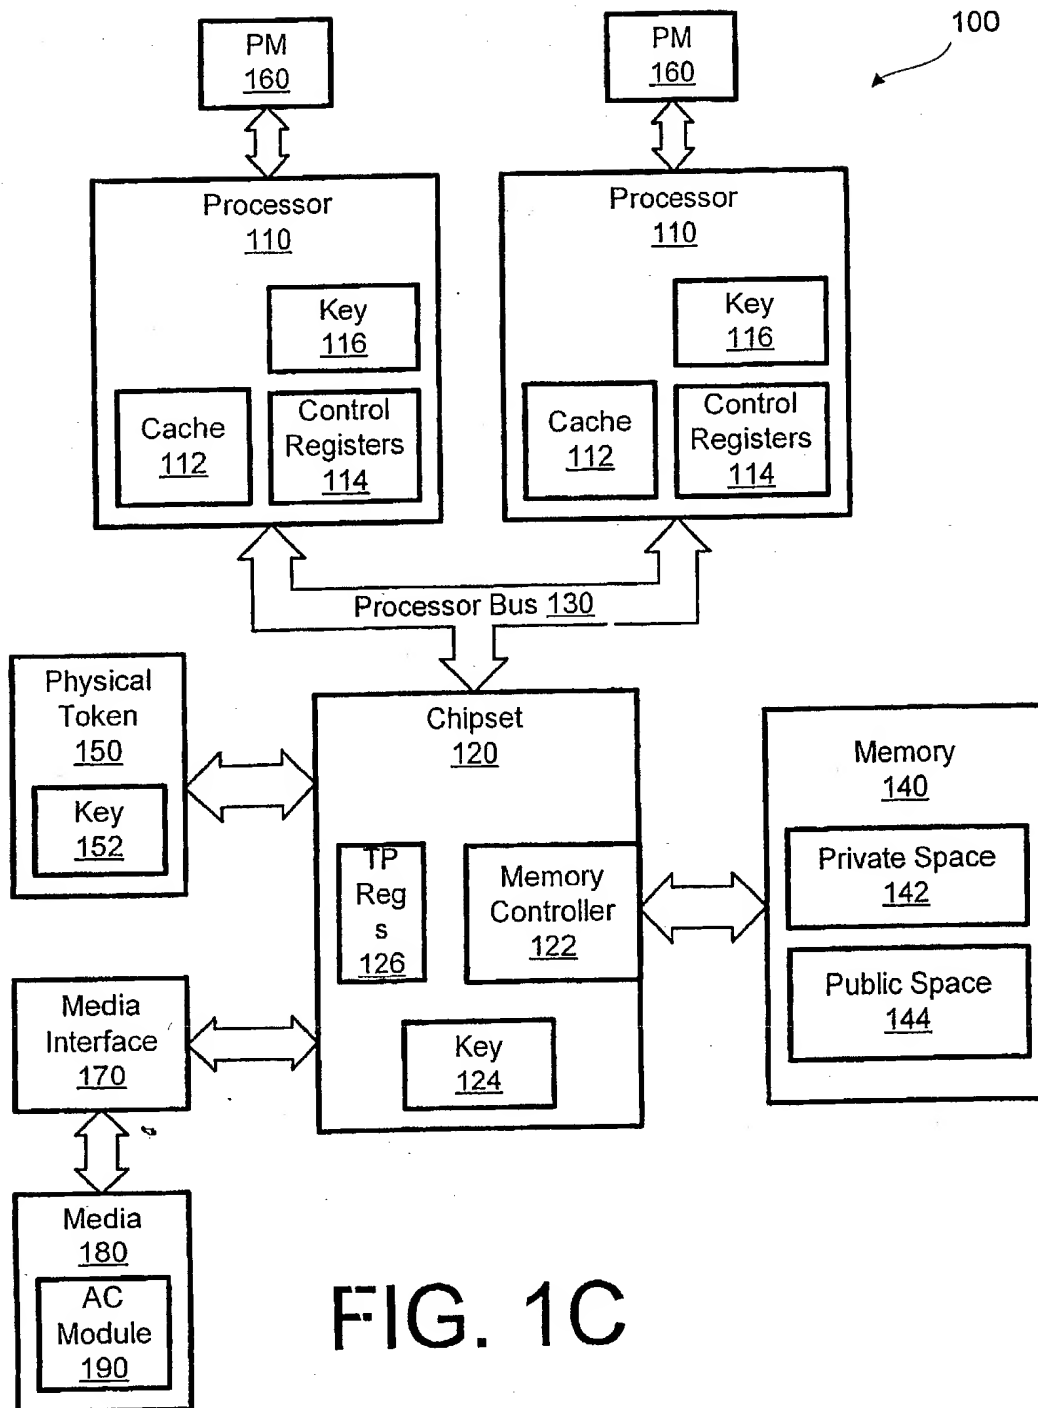 100
PM
160
PM
160
Processor
110
Key
116
Cache
112
Control
Registers
114
Processor
110
Key
116
Cache
112
Control
Registers
114
Processor Bus 130
Physical
Token
150
Key
152
Chipset
120
TP
Reg
s
126
Memory
Controller
122
Key
124
Memory
140
Private Space
142
Public Space
144
Media
Interface
170
Media
180
AC
Module
190
FIG. 1C